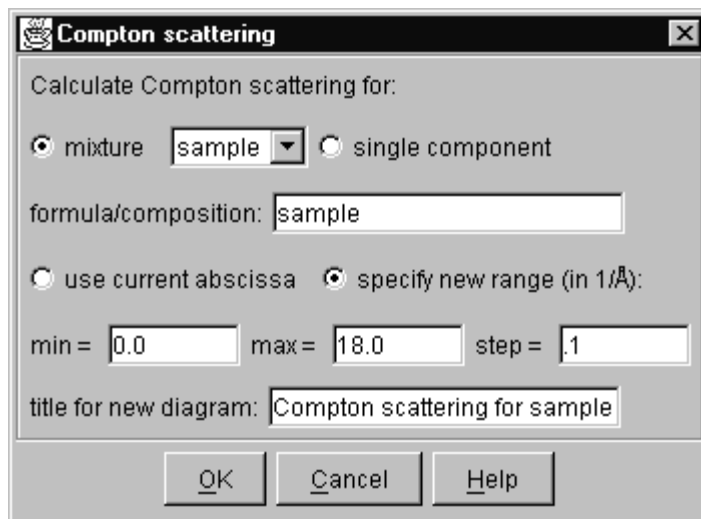 Compton scattering
Calculate Compton scattering for:
mixture sample single component
formula/composition: sample
use current abscissa specify new range (in 1/Å):
min = 0.0 max = 18.0 step = .1
title for new diagram: Compton scattering for sample
OK Cancel Help